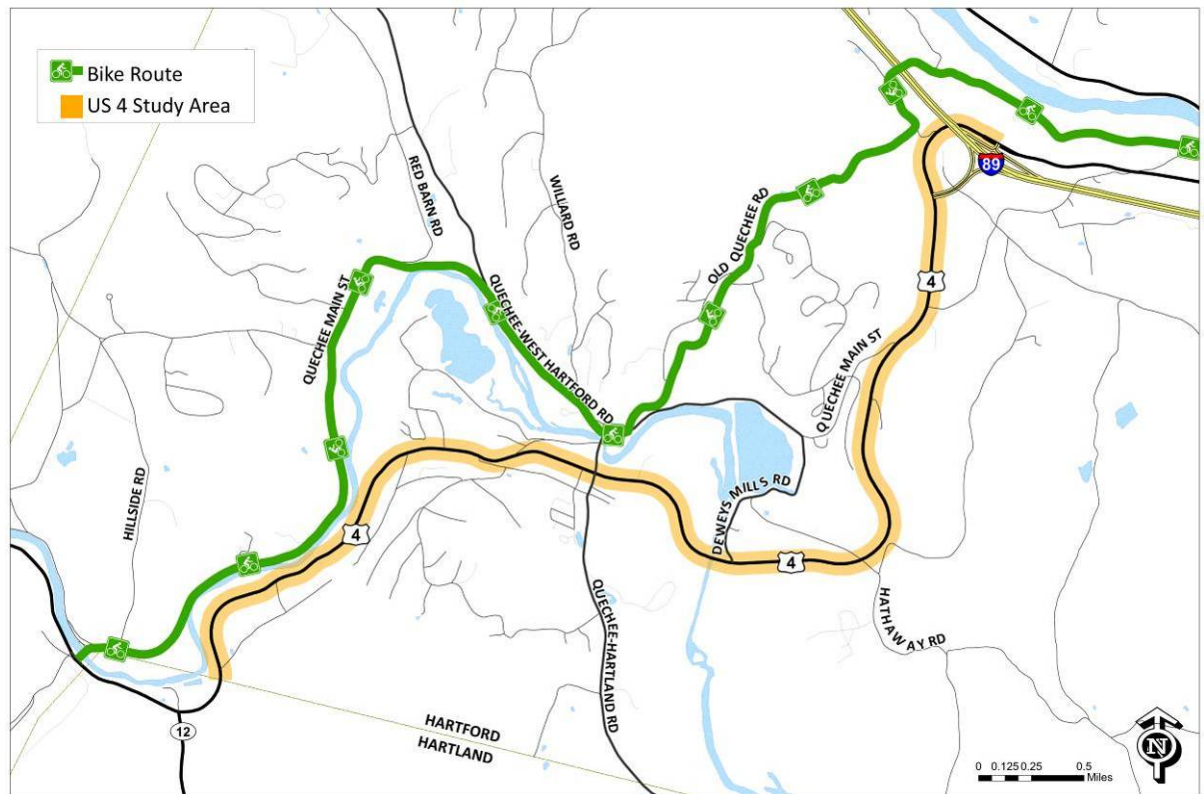 Bike Route
US 4 Study Area
RED BARN RD
WILLARD RD
89
OLD QUECHEE RD
QUECHEE MAIN ST
QUECHEE-WEST HARTFORD RD
4
QUECHEE MAIN ST
HILLSIDE RD
DEWEYS MILLS RD
4
4
QUECHEE-HARTLAND RD
HATHAWAY RD
12
HARTFORD
HARTLAND
N
0 0.125 0.25 0.5
Miles